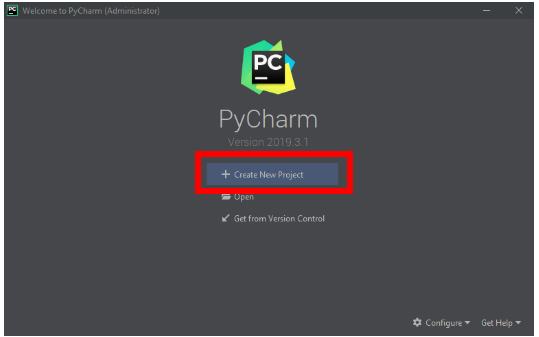 PC Welcome to PyCharm (Administrator)
PC
PyCharm
Version 2019.3.1
Create New Project
Open
Get from Version Control
Configure Get Help